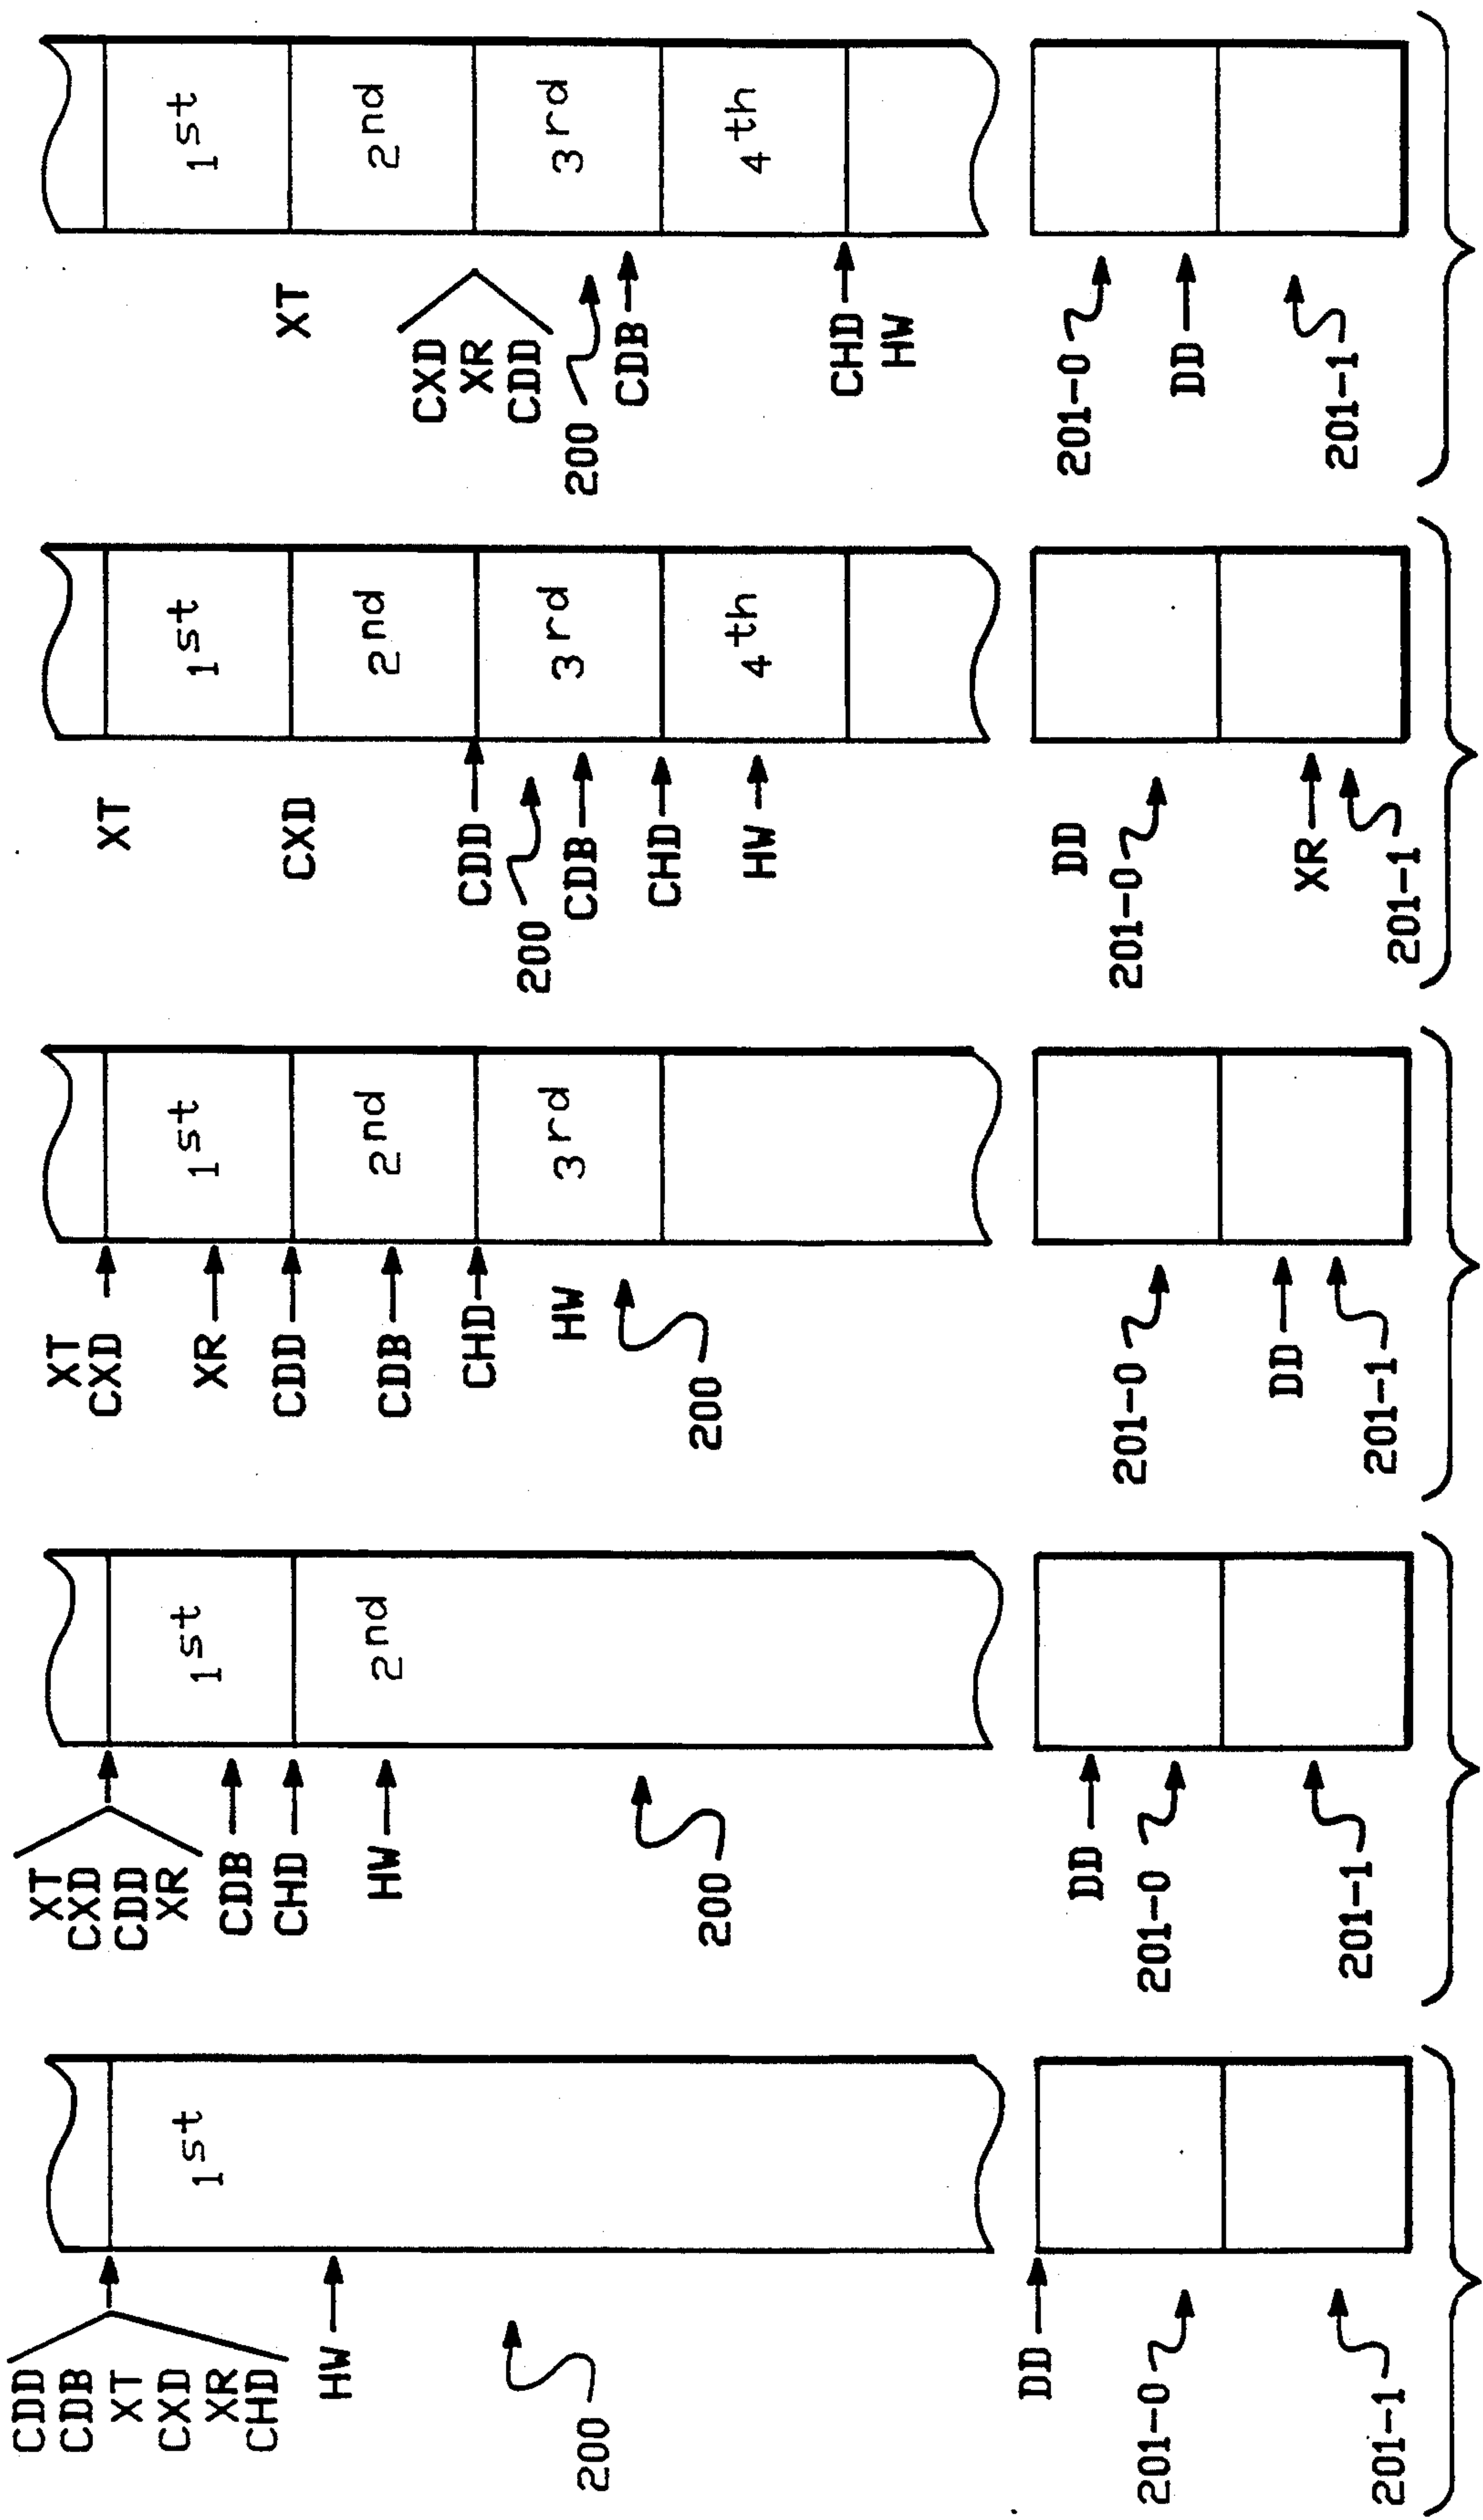 CDD
CDB
XT
CXD
XR
CHD
1st
HW
200
DD
201-0
201-1
XT
CXD
CDD
XR
1st
CDB
CHD
HW
2nd
200
DD
201-0
201-1
XT
CXD
XR
1st
CDD
CDB
2nd
CHD
HW
3rd
200
201-0
DD
201-1
XT
1st
CXD
2nd
CDD
200
CDB
3rd
CHD
HW
4th
DD
201-0
XR
201-1
1st
XT
2nd
CXD
XR
CDD
3rd
200
CDB
4th
CHD
HW
201-0
DD
201-1